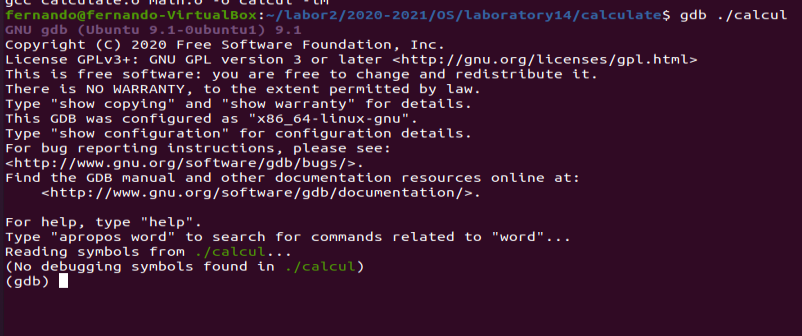 gcc calculate.o main.o -o calcul -lm
fernando@fernando-VirtualBox:~/labor2/2020-2021/OS/laboratory14/calculate$ gdb ./calcul
GNU gdb (Ubuntu 9.1-0ubuntu1) 9.1
Copyright (C) 2020 Free Software Foundation, Inc.
License GPLv3+: GNU GPL version 3 or later <http://gnu.org/licenses/gpl.html>
This is free software: you are free to change and redistribute it.
There is NO WARRANTY, to the extent permitted by law.
Type "show copying" and "show warranty" for details.
This GDB was configured as "x86_64-linux-gnu".
Type "show configuration" for configuration details.
For bug reporting instructions, please see:
<http://www.gnu.org/software/gdb/bugs/>.
Find the GDB manual and other documentation resources online at:
    <http://www.gnu.org/software/gdb/documentation/>.

For help, type "help".
Type "apropos word" to search for commands related to "word"...
Reading symbols from ./calcul...
(No debugging symbols found in ./calcul)
(gdb)